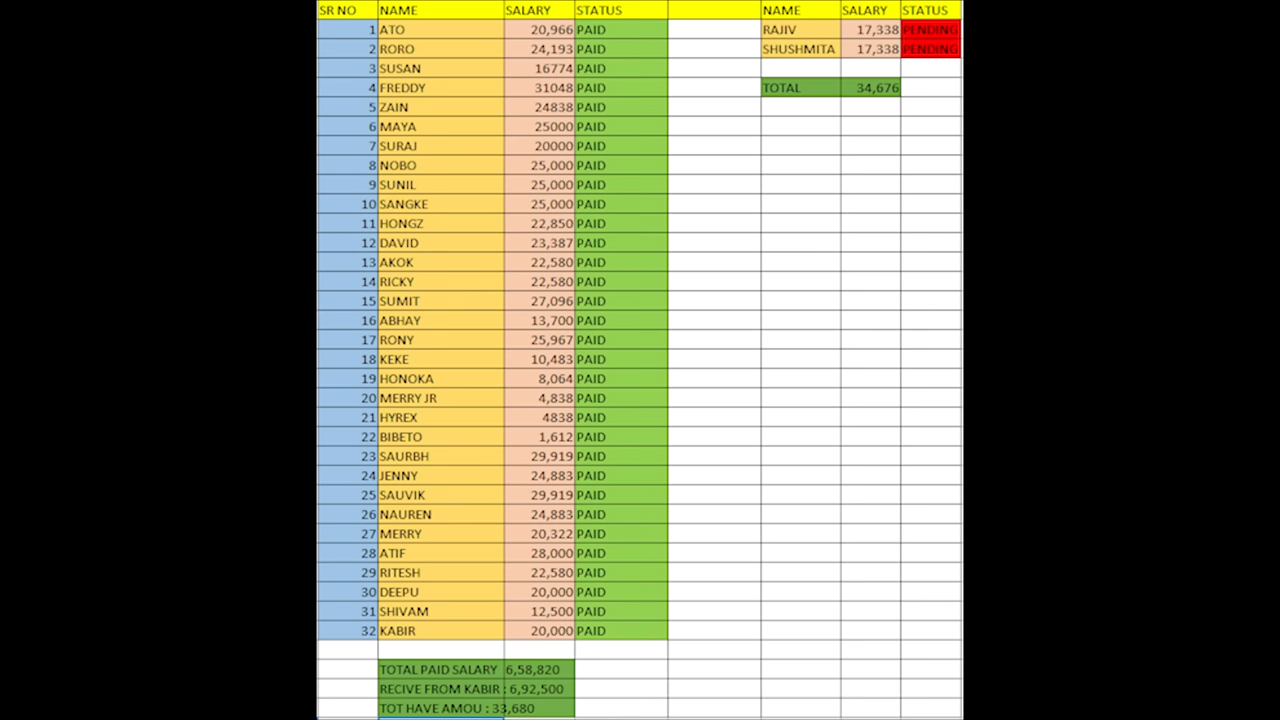 SR NO NAME SALARY STATUS NAME SALARY STATUS
1 ATO 20,966 PAID RAJIV 17,338 PENDING
2 RORO 24,193 PAID SHUSHMITA 17,338 PENDING
3 SUSAN 16774 PAID
4 FREDDY 31048 PAID TOTAL 34,676
5 ZAIN 24838 PAID
6 MAYA 25000 PAID
7 SURAJ 20000 PAID
8 NOBO 25,000 PAID
9 SUNIL 25,000 PAID
10 SANGKE 25,000 PAID
11 HONGZ 22,850 PAID
12 DAVID 23,387 PAID
13 AKOK 22,580 PAID
14 RICKY 22,580 PAID
15 SUMIT 27,096 PAID
16 ABHAY 13,700 PAID
17 RONY 25,967 PAID
18 KEKE 10,483 PAID
19 HONOKA 8,064 PAID
20 MERRY JR 4,838 PAID
21 HYREX 4838 PAID
22 BIBETO 1,612 PAID
23 SAURBH 29,919 PAID
24 JENNY 24,883 PAID
25 SAUVIK 29,919 PAID
26 NAUREN 24,883 PAID
27 MERRY 20,322 PAID
28 ATIF 28,000 PAID
29 RITESH 22,580 PAID
30 DEEPU 20,000 PAID
31 SHIVAM 12,500 PAID
32 KABIR 20,000 PAID
TOTAL PAID SALARY 6,58,820
RECIVE FROM KABIR : 6,92,500
TOT HAVE AMOU : 33,680